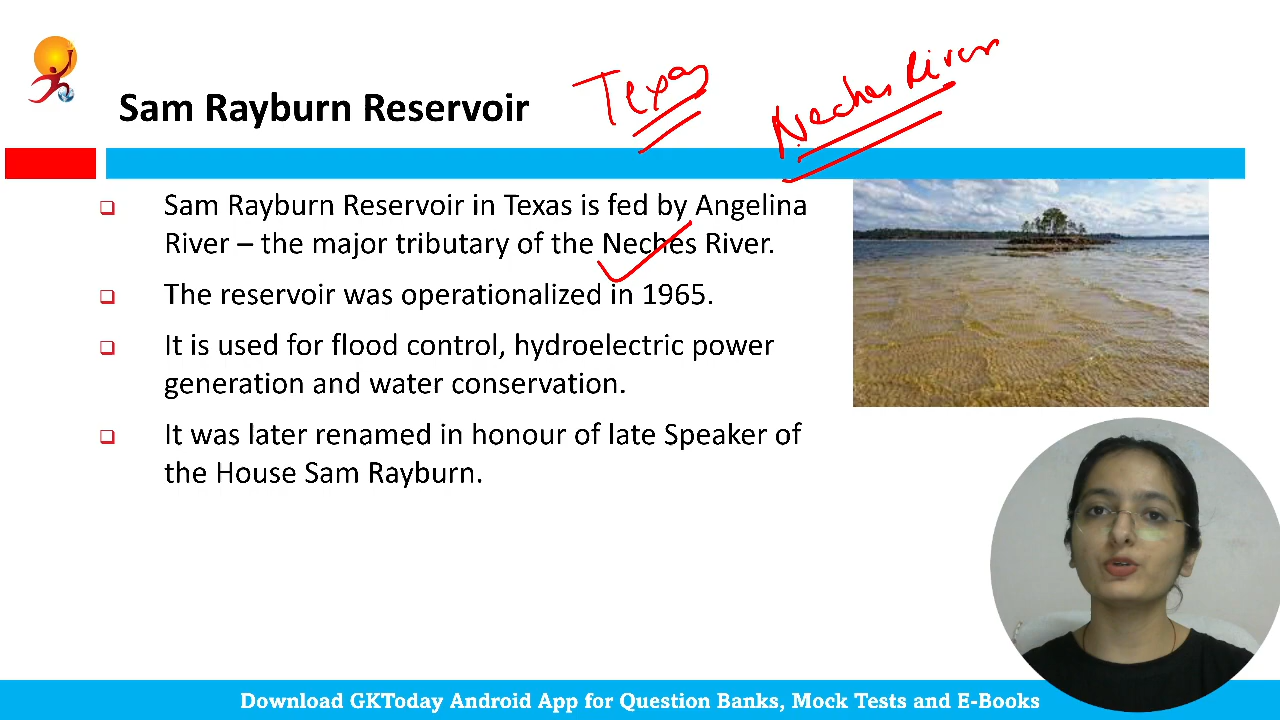 Texas
Neches River
Sam Rayburn Reservoir
❑ Sam Rayburn Reservoir in Texas is fed by Angelina
River – the major tributary of the Neches River.
❑ The reservoir was operationalized in 1965.
❑ It is used for flood control, hydroelectric power
generation and water conservation.
❑ It was later renamed in honour of late Speaker of
the House Sam Rayburn.
Download GKToday Android App for Question Banks, Mock Tests and E-Books